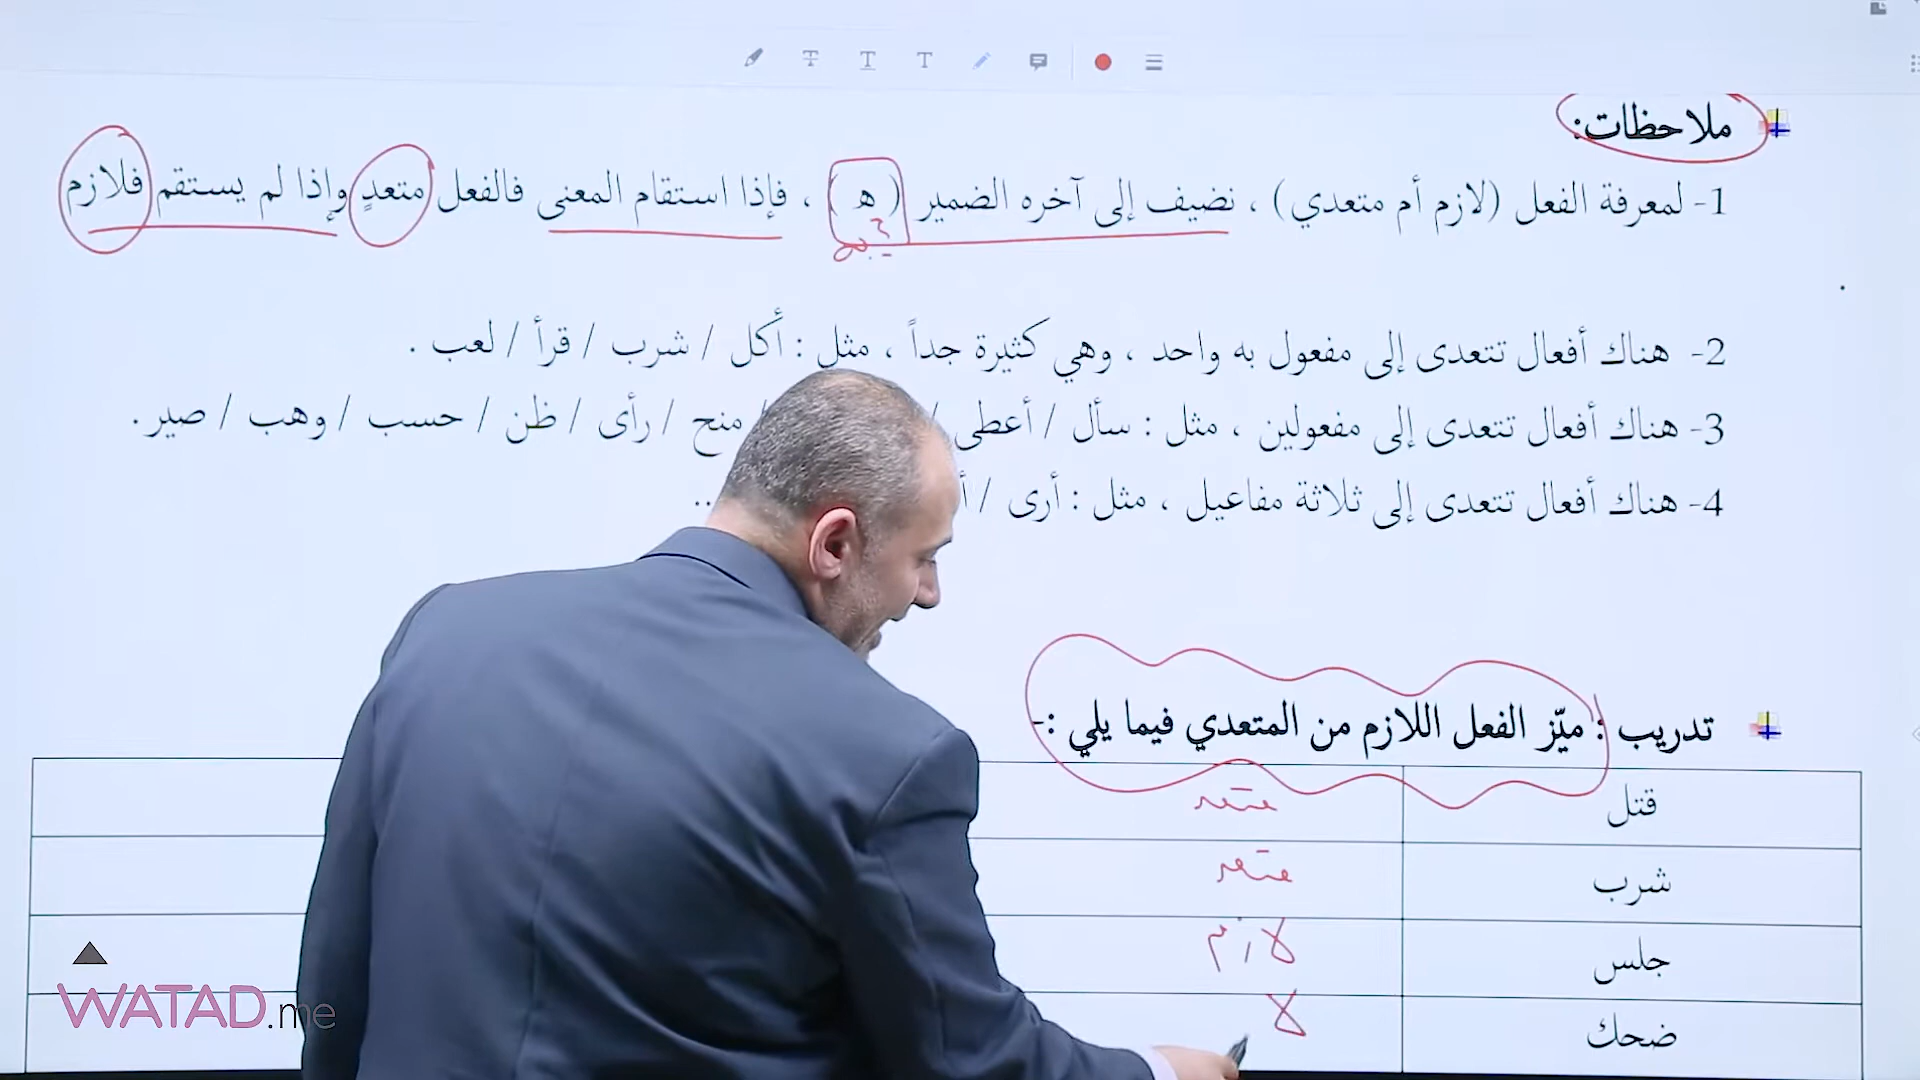 ملاحظات:
1- لمعرفة الفعل (لازم أم متعدي) ، نضيف إلى آخره الضمير ( ه ) ، فإذا استقام المعنى فالفعل متعدٍ وإذا لم يستقم فلازم
.
2- هناك أفعال تتعدى إلى مفعول به واحد ، وهي كثيرة جداً ، مثل : أكل / شرب / قرأ / لعب .
3- هناك أفعال تتعدى إلى مفعولين ، مثل : سأل / أعطى / منح / رأى / ظن / حسب / وهب / صير .
4- هناك أفعال تتعدى إلى ثلاثة مفاعيل ، مثل : أرى / ..
تدريب : ميّز الفعل اللازم من المتعدي فيما يلي :-
قتل متعد
شرب متعد
جلس لازم
ضحك لا
WATAD.me